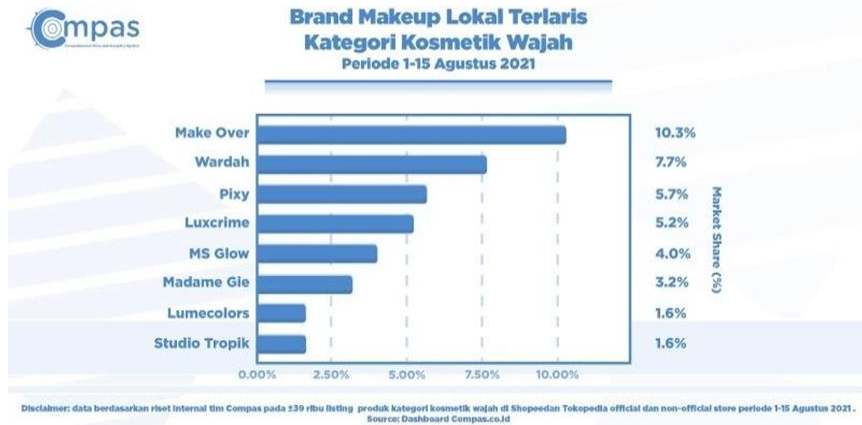 Compas
Brand Makeup Lokal Terlaris
Kategori Kosmetik Wajah
Periode 1-15 Agustus 2021
Make Over 10.3%
Wardah 7.7%
Pixy 5.7%
Luxcrime 5.2%
MS Glow 4.0%
Madame Gie 3.2%
Lumecolors 1.6%
Studio Tropik 1.6%
Market Share (%)
0.00% 2.50% 5.00% 7.50% 10.00%
Disclaimer: data berdasarkan riset internal tim Compas pada ±39 ribu listing produk kategori kosmetik wajah di Shopeedan Tokopedia official dan non-official store periode 1-15 Agustus 2021 .
Source: Dashboard Compas.co.id